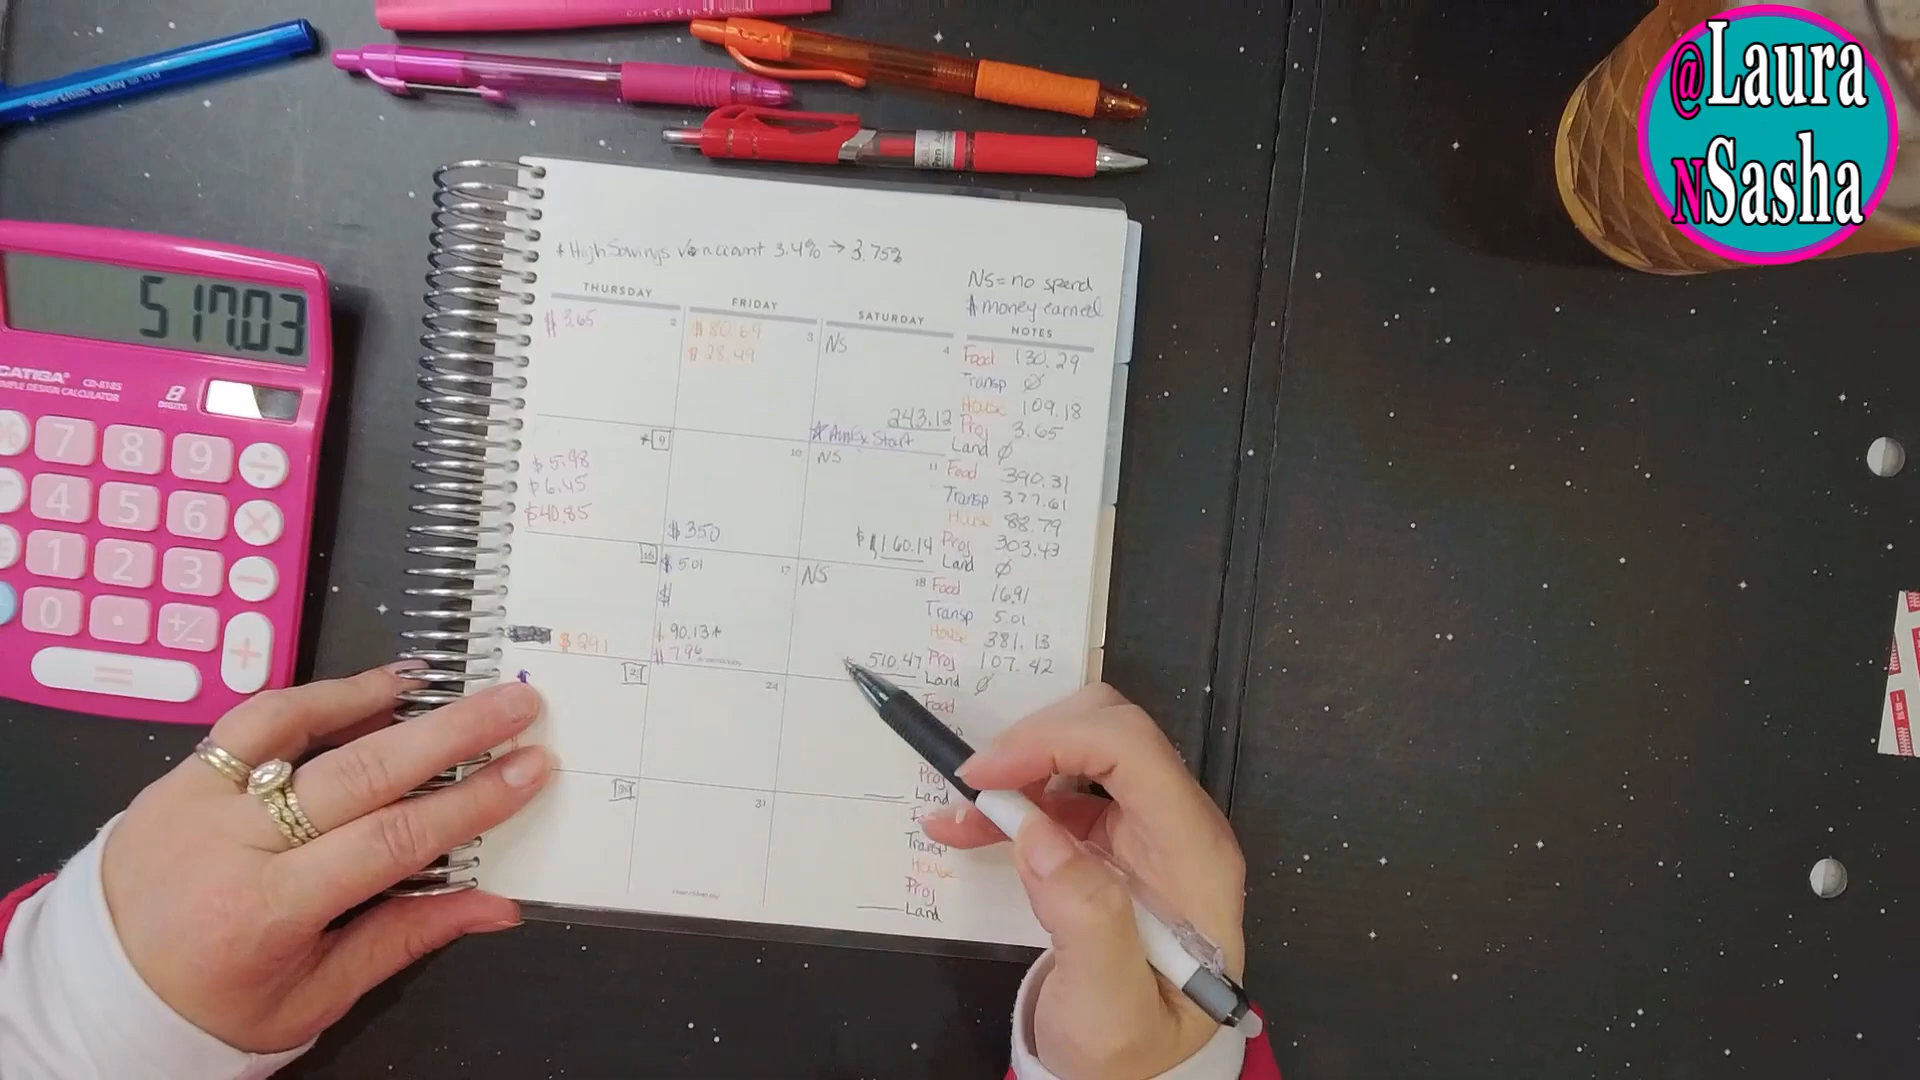 @Laura
NSasha
517.03
CATIGA
CD-8185
8
DIGITS
7 8 9 ÷
4 5 6 ×
1 2 3 −
0 · +/− +
=
* High Savings account 3.4% → 3.75%
NS = no spend
$ money earned
THURSDAY FRIDAY SATURDAY NOTES
2
$ 3.65
3
$ 80.69
$ 28.49
4
NS
243.12
* AmEx Start
Food 130.29
Transp Ø
House 109.18
Proj 3.65
Land Ø
9
$ 5.98
$ 6.45
$ 40.85
10
$ 350
11
NS
$ 1,160.14
Food 390.31
Transp 377.61
House 88.79
Proj 303.43
Land Ø
16
$ 291
17
$ 5.01
$
$ 90.13*
$ 7.96
18
NS
510.47
Food 16.91
Transp 5.01
House 381.13
Proj 107.42
Land Ø
23
24
Food
Proj
Land
30
31
Transp
House
Proj
Land